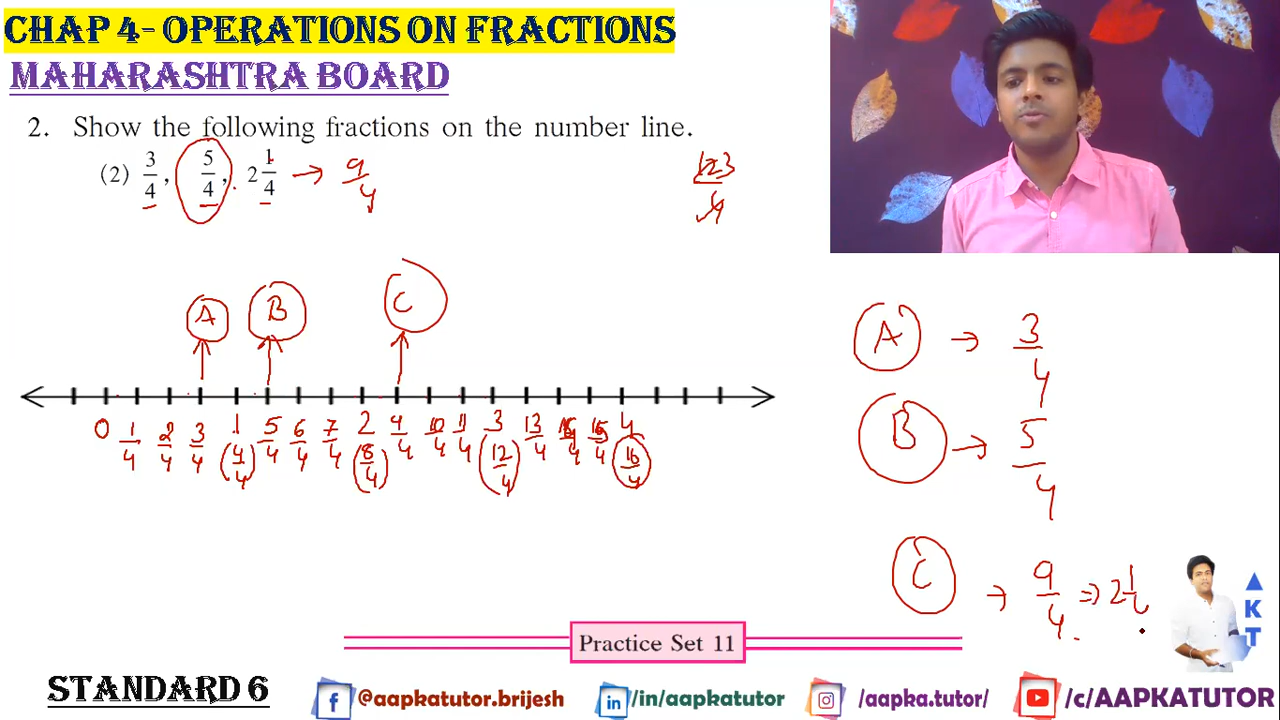 CHAP 4- OPERATIONS ON FRACTIONS
MAHARASHTRA BOARD
2. Show the following fractions on the number line.
(2) 3/4, 5/4, 2 1/4 → 9/4
A B C
0 1/4 2/4 3/4 1 (4/4) 5/4 6/4 7/4 2 (8/4) 9/4 10/4 11/4 3 (12/4) 13/4 15/4 4 (16/4)
A → 3/4
B → 5/4
C → 9/4 ⇒ 2 1/4
AKT
Practice Set 11
STANDARD 6
@aapkatutor.brijesh
/in/aapkatutor
/aapka.tutor/
/c/AAPKATUTOR